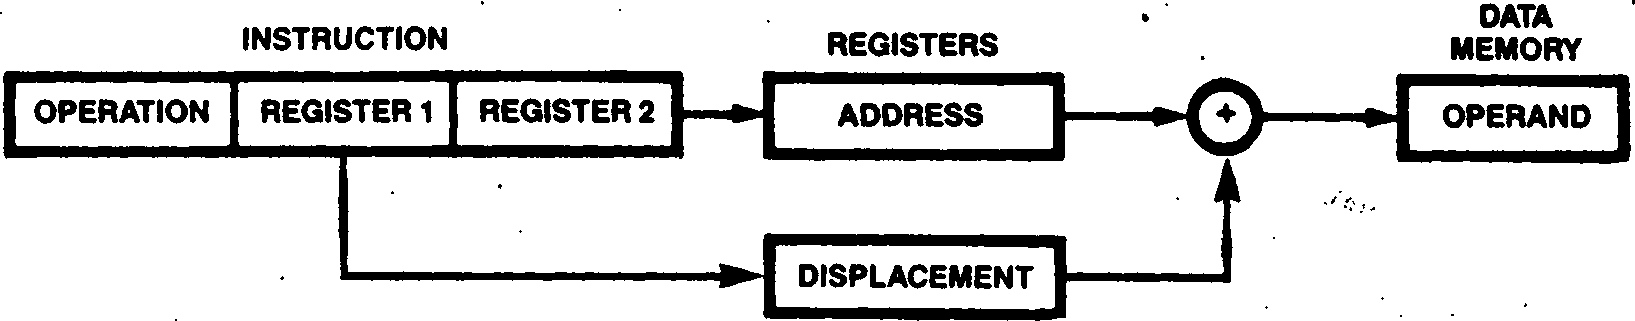 INSTRUCTION
OPERATION REGISTER 1 REGISTER 2
REGISTERS
ADDRESS
DISPLACEMENT
+
DATA
MEMORY
OPERAND